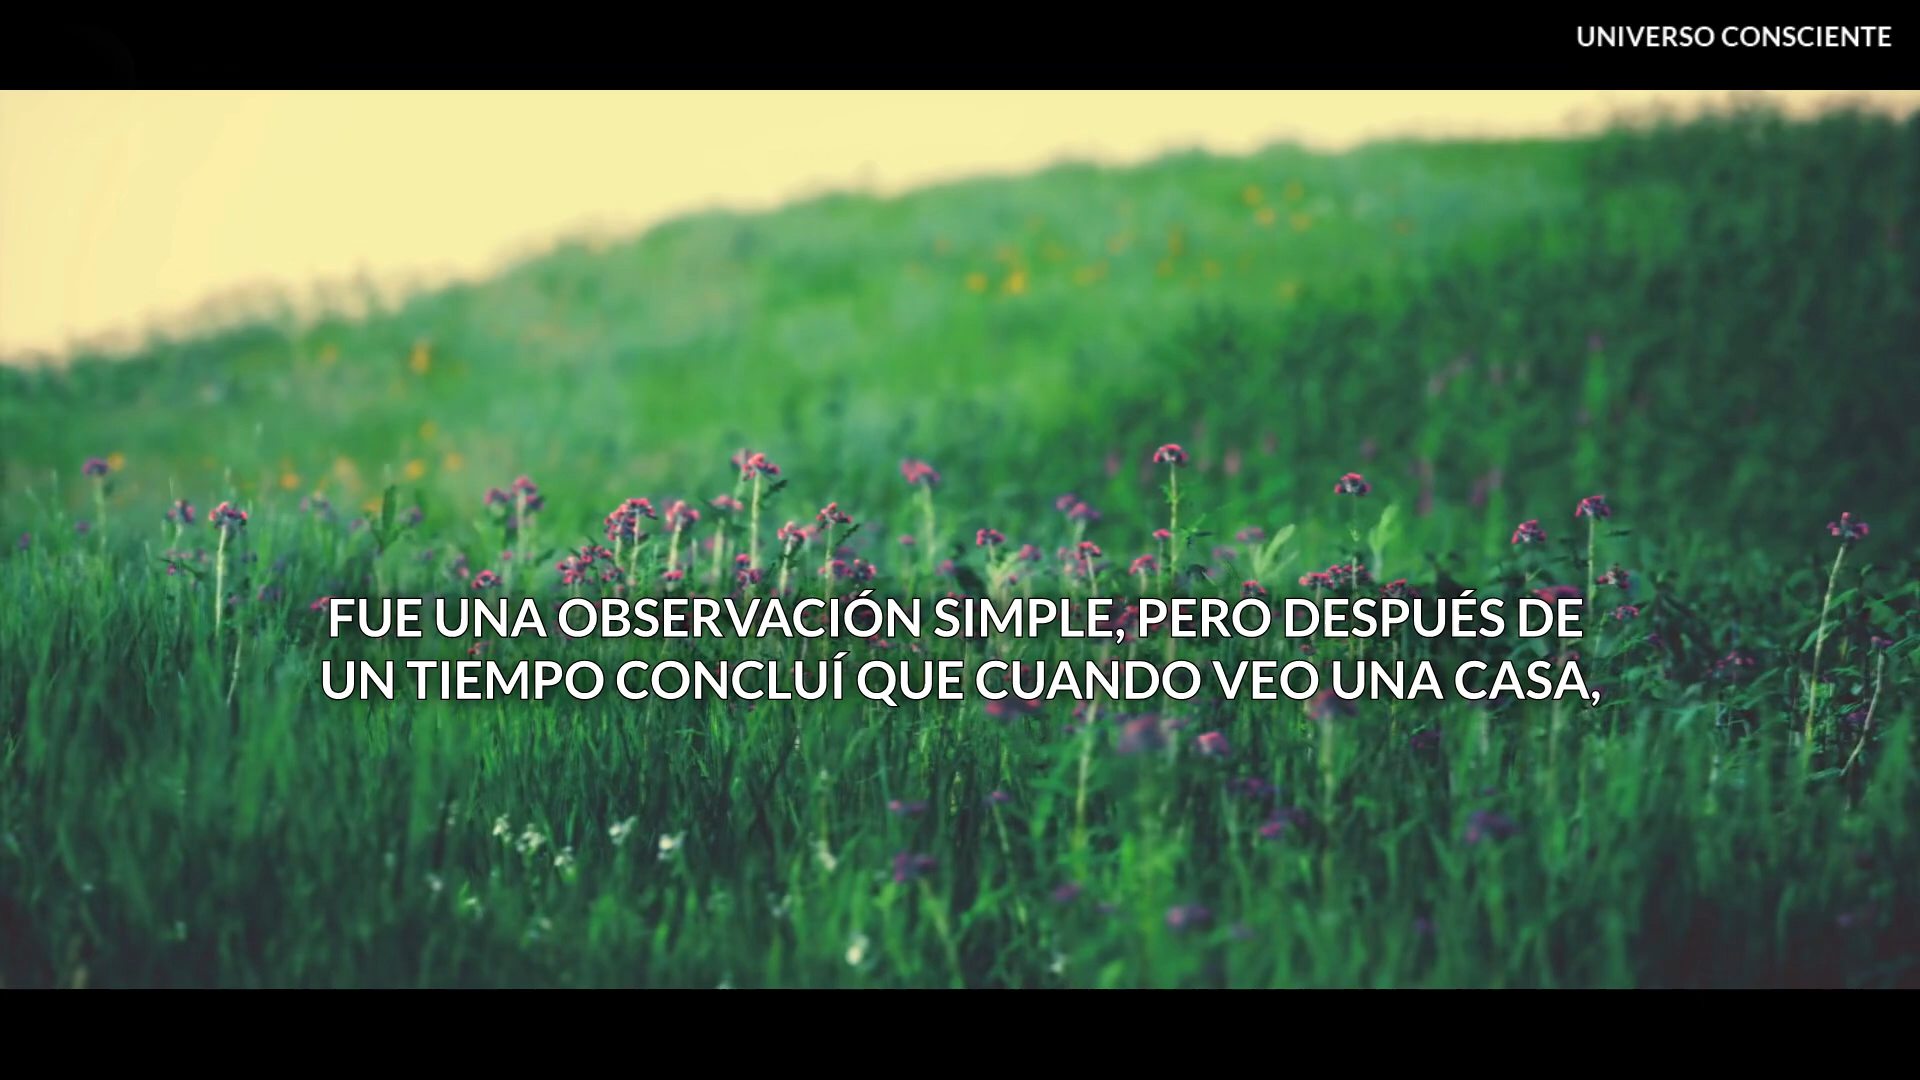 UNIVERSO CONSCIENTE
FUE UNA OBSERVACIÓN SIMPLE, PERO DESPUÉS DE
UN TIEMPO CONCLUÍ QUE CUANDO VEO UNA CASA,